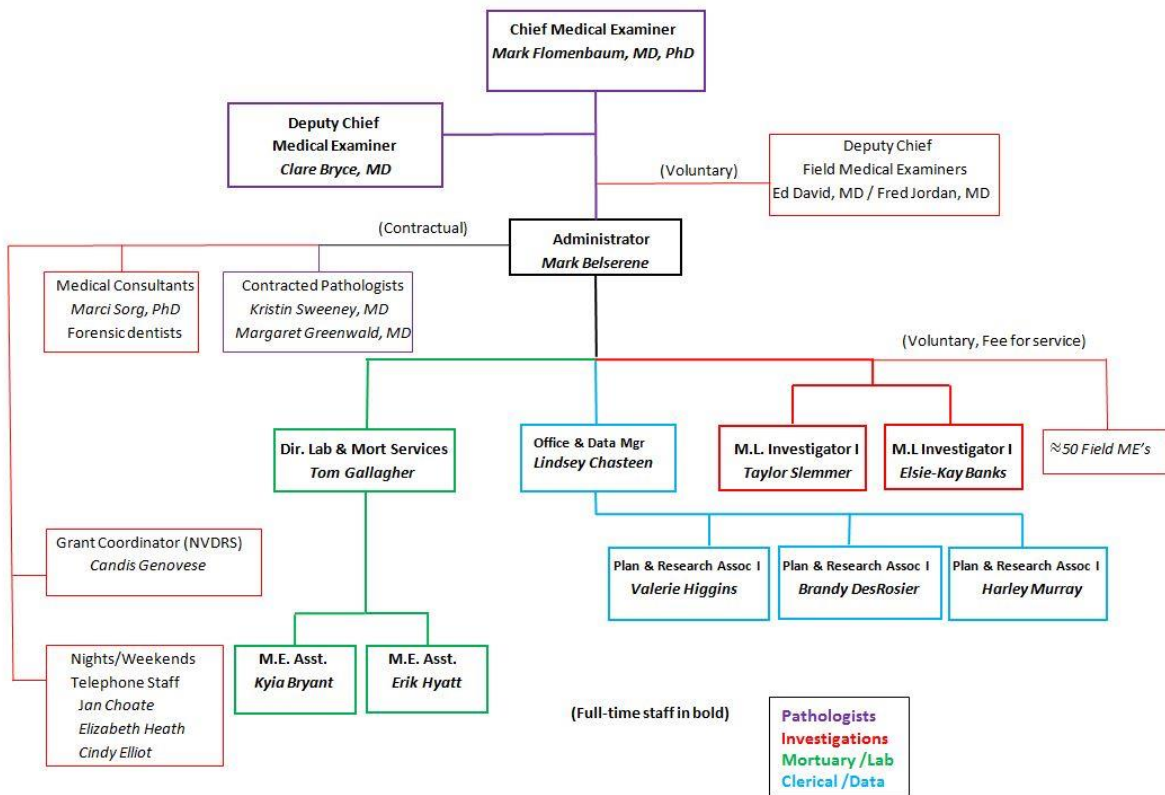 Chief Medical Examiner
Mark Flomenbaum, MD, PhD
Deputy Chief
Medical Examiner
Clare Bryce, MD
(Voluntary)
Deputy Chief
Field Medical Examiners
Ed David, MD / Fred Jordan, MD
(Contractual)
Administrator
Mark Belserene
Medical Consultants
Marci Sorg, PhD
Forensic dentists
Contracted Pathologists
Kristin Sweeney, MD
Margaret Greenwald, MD
(Voluntary, Fee for service)
Dir. Lab & Mort Services
Tom Gallagher
Office & Data Mgr
Lindsey Chasteen
M.L. Investigator I
Taylor Slemmer
M.L Investigator I
Elsie-Kay Banks
≈50 Field ME's
Grant Coordinator (NVDRS)
Candis Genovese
Plan & Research Assoc I
Valerie Higgins
Plan & Research Assoc I
Brandy DesRosier
Plan & Research Assoc I
Harley Murray
Nights/Weekends
Telephone Staff
Jan Choate
Elizabeth Heath
Cindy Elliot
M.E. Asst.
Kyia Bryant
M.E. Asst.
Erik Hyatt
(Full-time staff in bold)
Pathologists
Investigations
Mortuary /Lab
Clerical /Data